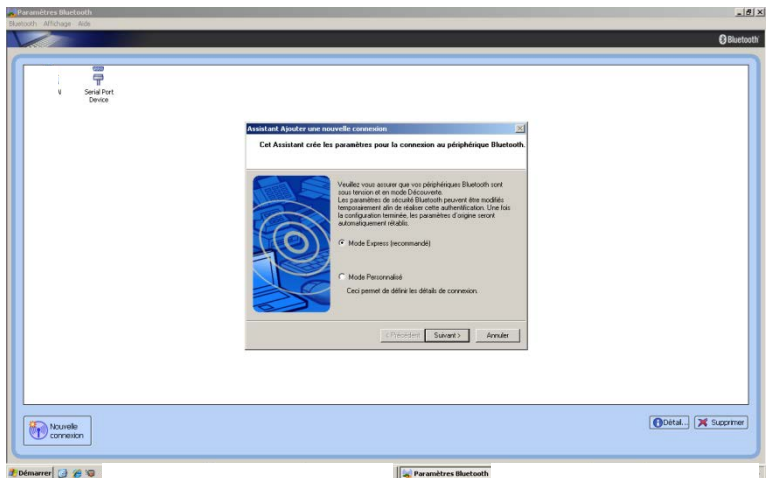 Paramètres Bluetooth
Bluetooth Affichage Aide
Bluetooth
Serial Port
Device
Assistant Ajouter une nouvelle connexion
Cet Assistant crée les paramètres pour la connexion au périphérique Bluetooth.
Veuillez vous assurer que vos périphériques Bluetooth sont
sous tension et en mode Découverte.
Les paramètres de sécurité Bluetooth peuvent être modifiés
temporairement afin de réaliser cette authentification. Une fois
la configuration terminée, les paramètres d'origine seront
automatiquement rétablis.
Mode Express (recommandé)
Mode Personnalisé
Ceci permet de définir les détails de connexion.
< Précédent Suivant > Annuler
Nouvelle
connexion
Détail... Supprimer
Démarrer
Paramètres Bluetooth